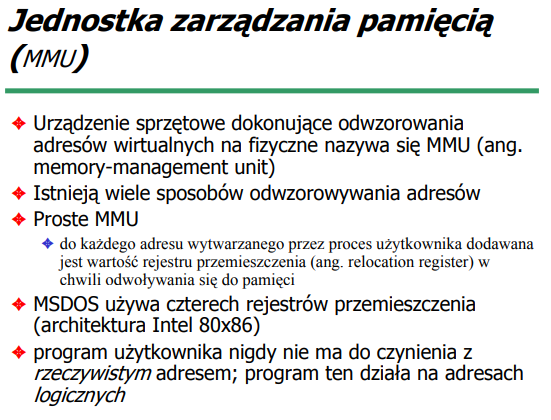 Jednostka zarządzania pamięcią
(MMU)
Urządzenie sprzętowe dokonujące odwzorowania
adresów wirtualnych na fizyczne nazywa się MMU (ang.
memory-management unit)
Istnieją wiele sposobów odwzorowywania adresów
Proste MMU
do każdego adresu wytwarzanego przez proces użytkownika dodawana
jest wartość rejestru przemieszczenia (ang. relocation register) w
chwili odwoływania się do pamięci
MSDOS używa czterech rejestrów przemieszczenia
(architektura Intel 80x86)
program użytkownika nigdy nie ma do czynienia z
rzeczywistym adresem; program ten działa na adresach
logicznych